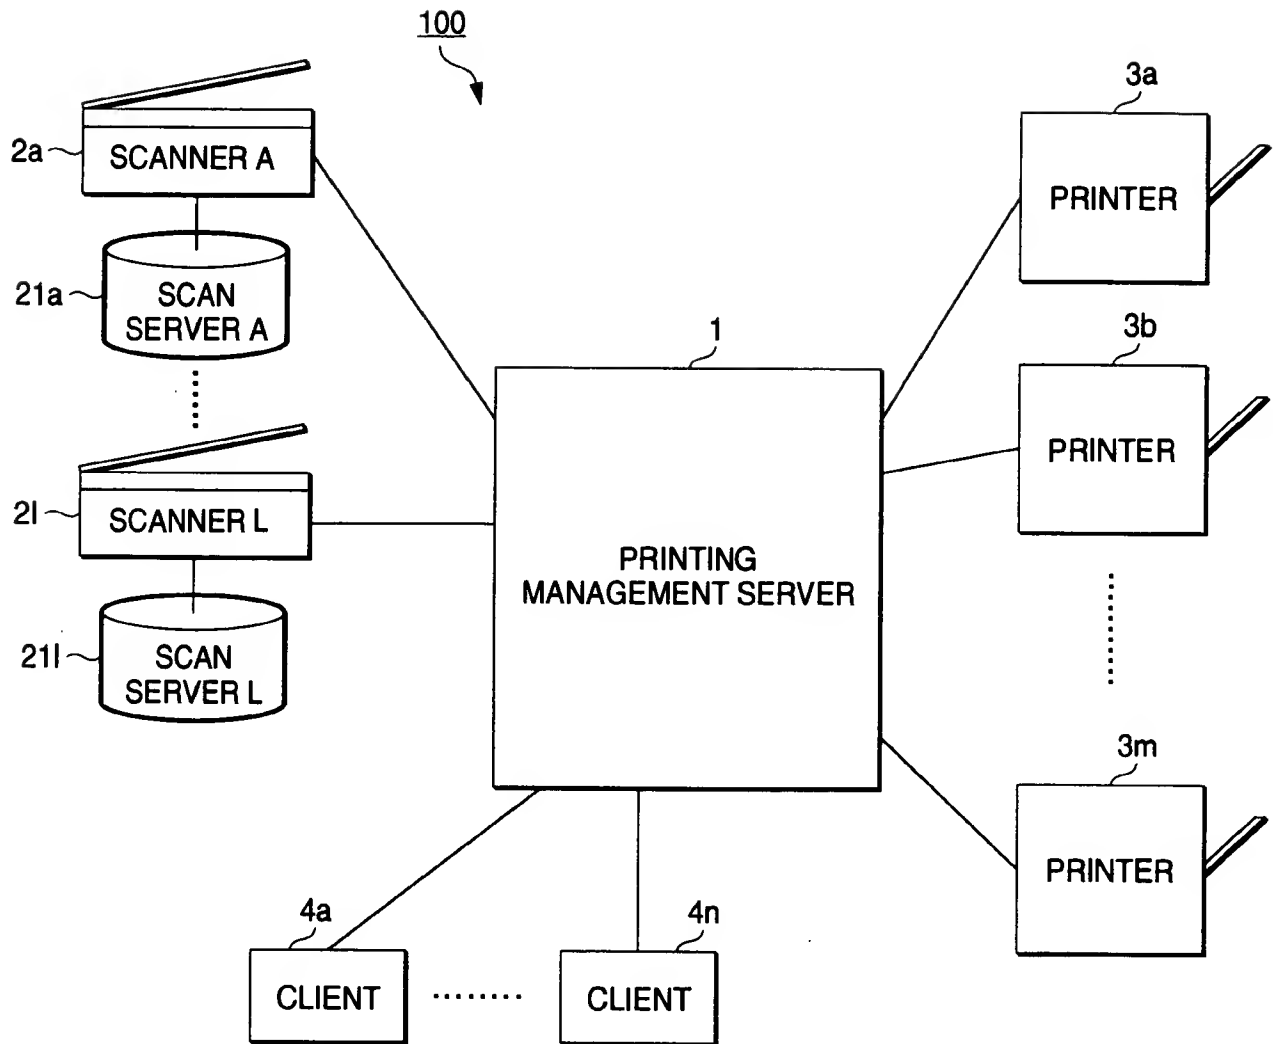 100
2a
SCANNER A
21a
SCAN
SERVER A
2l
SCANNER L
21l
SCAN
SERVER L
1
PRINTING
MANAGEMENT SERVER
3a
PRINTER
3b
PRINTER
3m
PRINTER
4a
CLIENT
4n
CLIENT